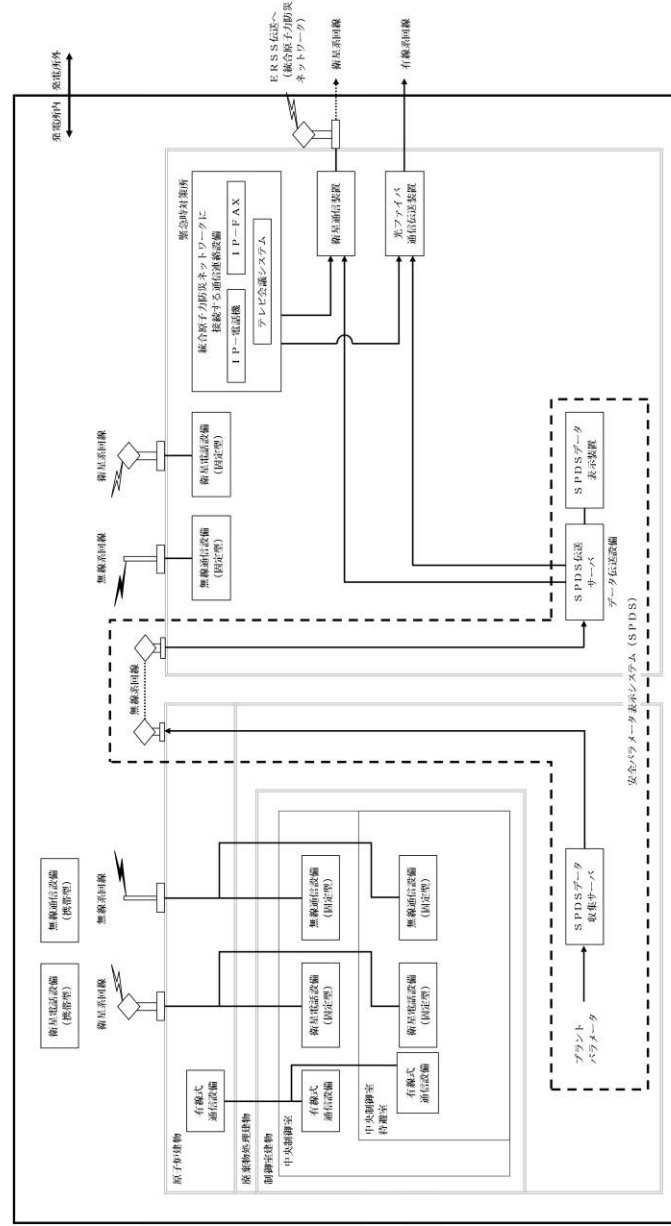 原子炉建物
有線式
通信設備
廃棄物処理建物
制御室建物
中央制御室
有線式
通信設備
中央制御室
待避室
有線式
通信設備
衛星電話設備
(携帯型)
衛星系回線
衛星電話設備
(固定型)
衛星電話設備
(固定型)
無線通信設備
(携帯型)
無線系回線
無線通信設備
(固定型)
無線通信設備
(固定型)
プラント
パラメータ
SPDSデータ
収集サーバ
無線系回線
安全パラメータ表示システム(SPDS)
無線系回線
無線通信設備
(固定型)
衛星系回線
衛星電話設備
(固定型)
SPDS伝送
サーバ
データ伝送設備
SPDSデータ
表示装置
緊急時対策所
統合原子力防災ネットワークに
接続する通信連絡設備
IP-電話機
IP-FAX
テレビ会議システム
衛星通信装置
光ファイバ
通信伝送装置
発電所内
発電所外
ERSS伝送へ
(統合原子力防災
ネットワーク)
衛星系回線
有線系回線